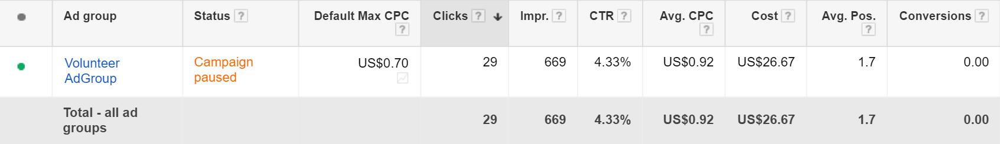 Ad group Status ? Default Max CPC ? Clicks ? Impr. ? CTR ? Avg. CPC ? Cost ? Avg. Pos. ? Conversions ?
Volunteer AdGroup Campaign paused US$0.70 29 669 4.33% US$0.92 US$26.67 1.7 0.00
Total - all ad groups 29 669 4.33% US$0.92 US$26.67 1.7 0.00